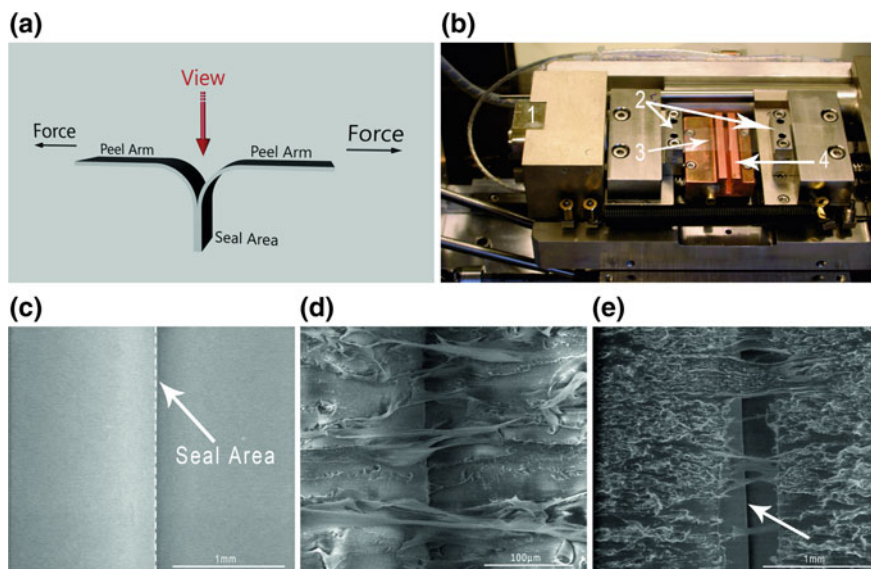 (a)
View
Force
Force
Peel Arm
Peel Arm
Seal Area
(b)
1
2
3
4
(c)
Seal Area
1mm
(d)
100µm
(e)
1mm